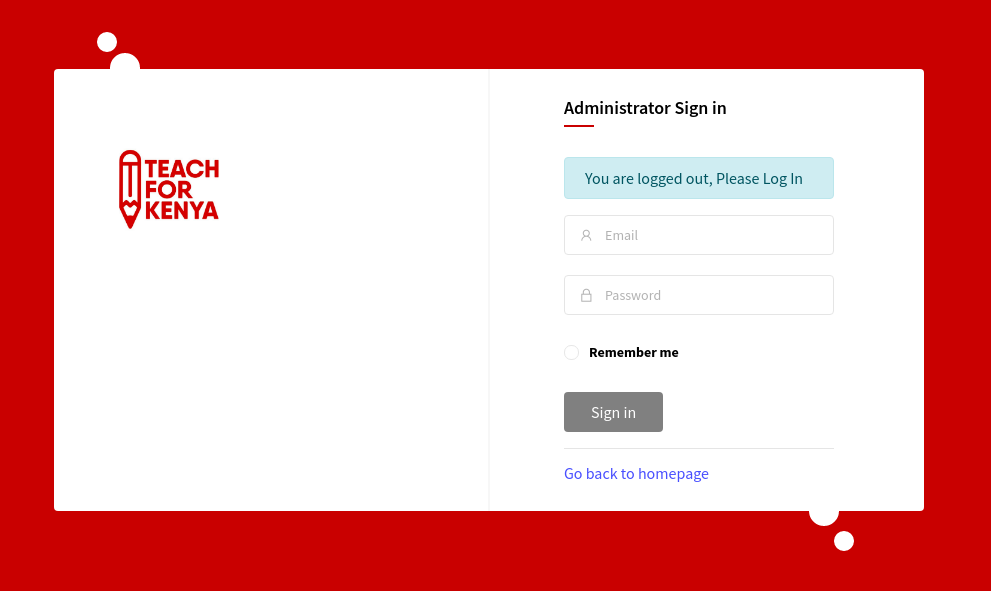 TEACH
FOR
KENYA
Administrator Sign in
You are logged out, Please Log In
Email
Password
Remember me
Sign in
Go back to homepage